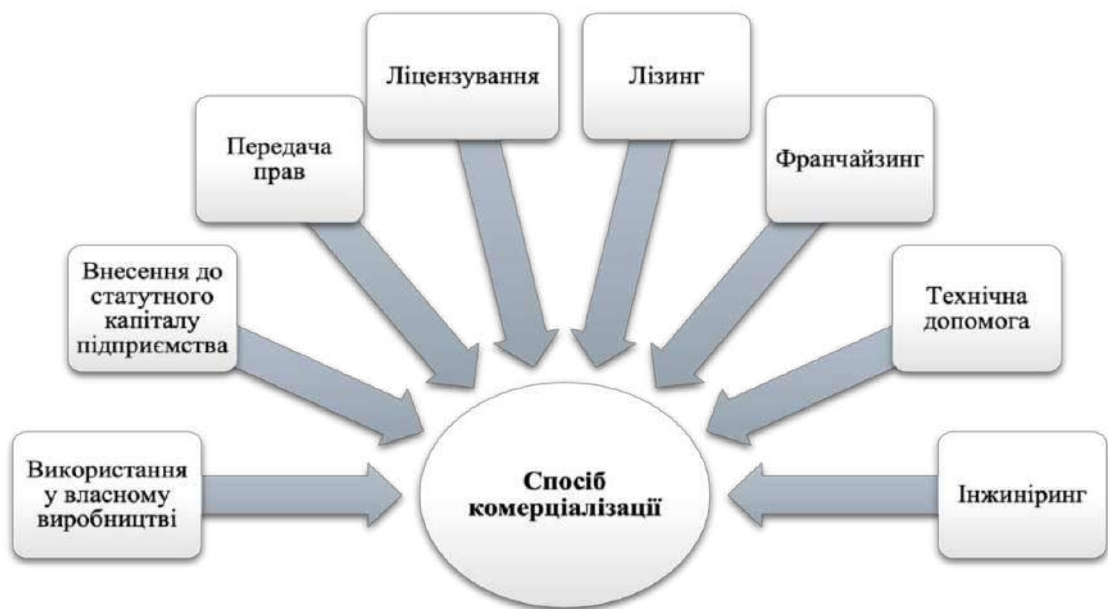 Ліцензування
Лізинг
Передача
прав
Франчайзинг
Внесення до
статутного
капіталу
підприємства
Технічна
допомога
Використання
у власному
виробництві
Спосіб
комерціалізації
Інжиніринг